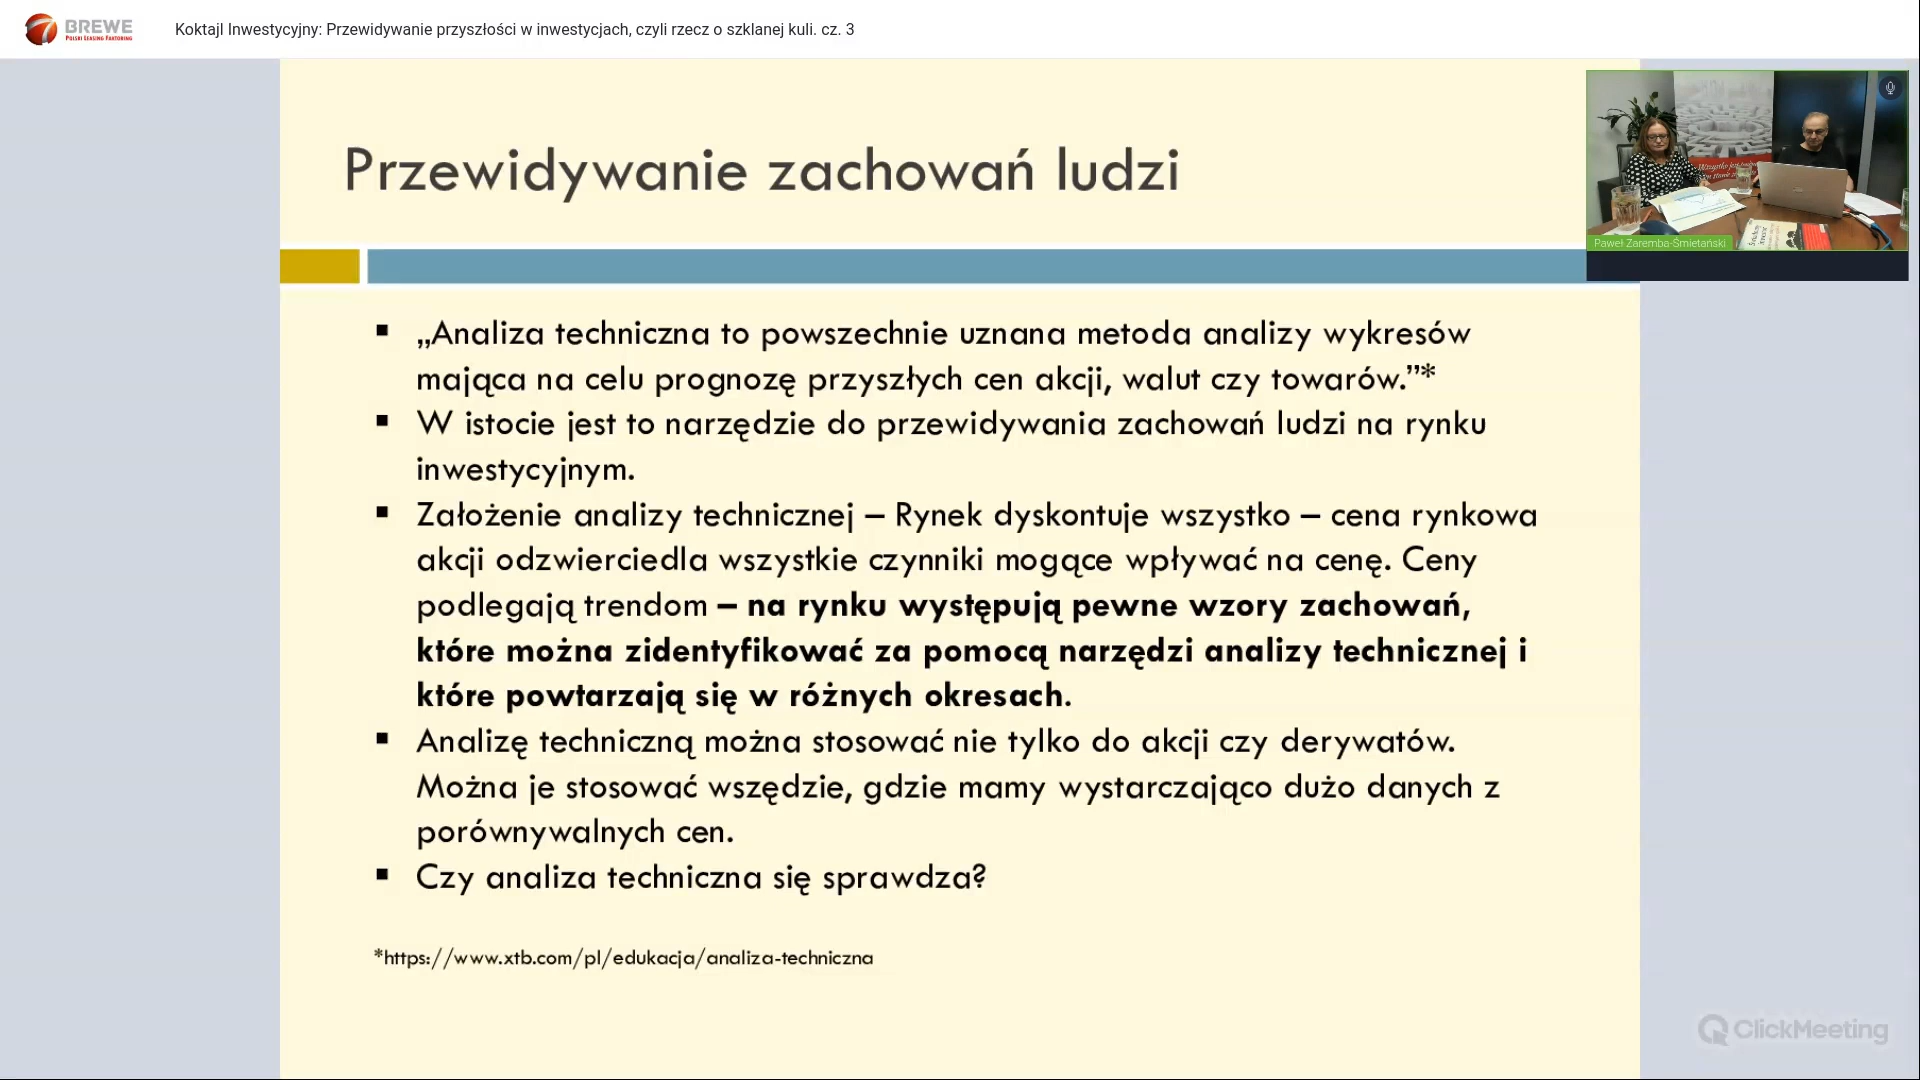 BREWE
POLSKI LEASING FAKTORING
Koktajl Inwestycyjny: Przewidywanie przyszłości w inwestycjach, czyli rzecz o szklanej kuli. cz. 3
Przewidywanie zachowań ludzi
Paweł Zaremba-Śmietański
▪ „Analiza techniczna to powszechnie uznana metoda analizy wykresów
mająca na celu prognozę przyszłych cen akcji, walut czy towarów.”*
▪ W istocie jest to narzędzie do przewidywania zachowań ludzi na rynku
inwestycyjnym.
▪ Założenie analizy technicznej – Rynek dyskontuje wszystko – cena rynkowa
akcji odzwierciedla wszystkie czynniki mogące wpływać na cenę. Ceny
podlegają trendom – na rynku występują pewne wzory zachowań,
które można zidentyfikować za pomocą narzędzi analizy technicznej i
które powtarzają się w różnych okresach.
▪ Analizę techniczną można stosować nie tylko do akcji czy derywatów.
Można je stosować wszędzie, gdzie mamy wystarczająco dużo danych z
porównywalnych cen.
▪ Czy analiza techniczna się sprawdza?
*https://www.xtb.com/pl/edukacja/analiza-techniczna
ClickMeeting